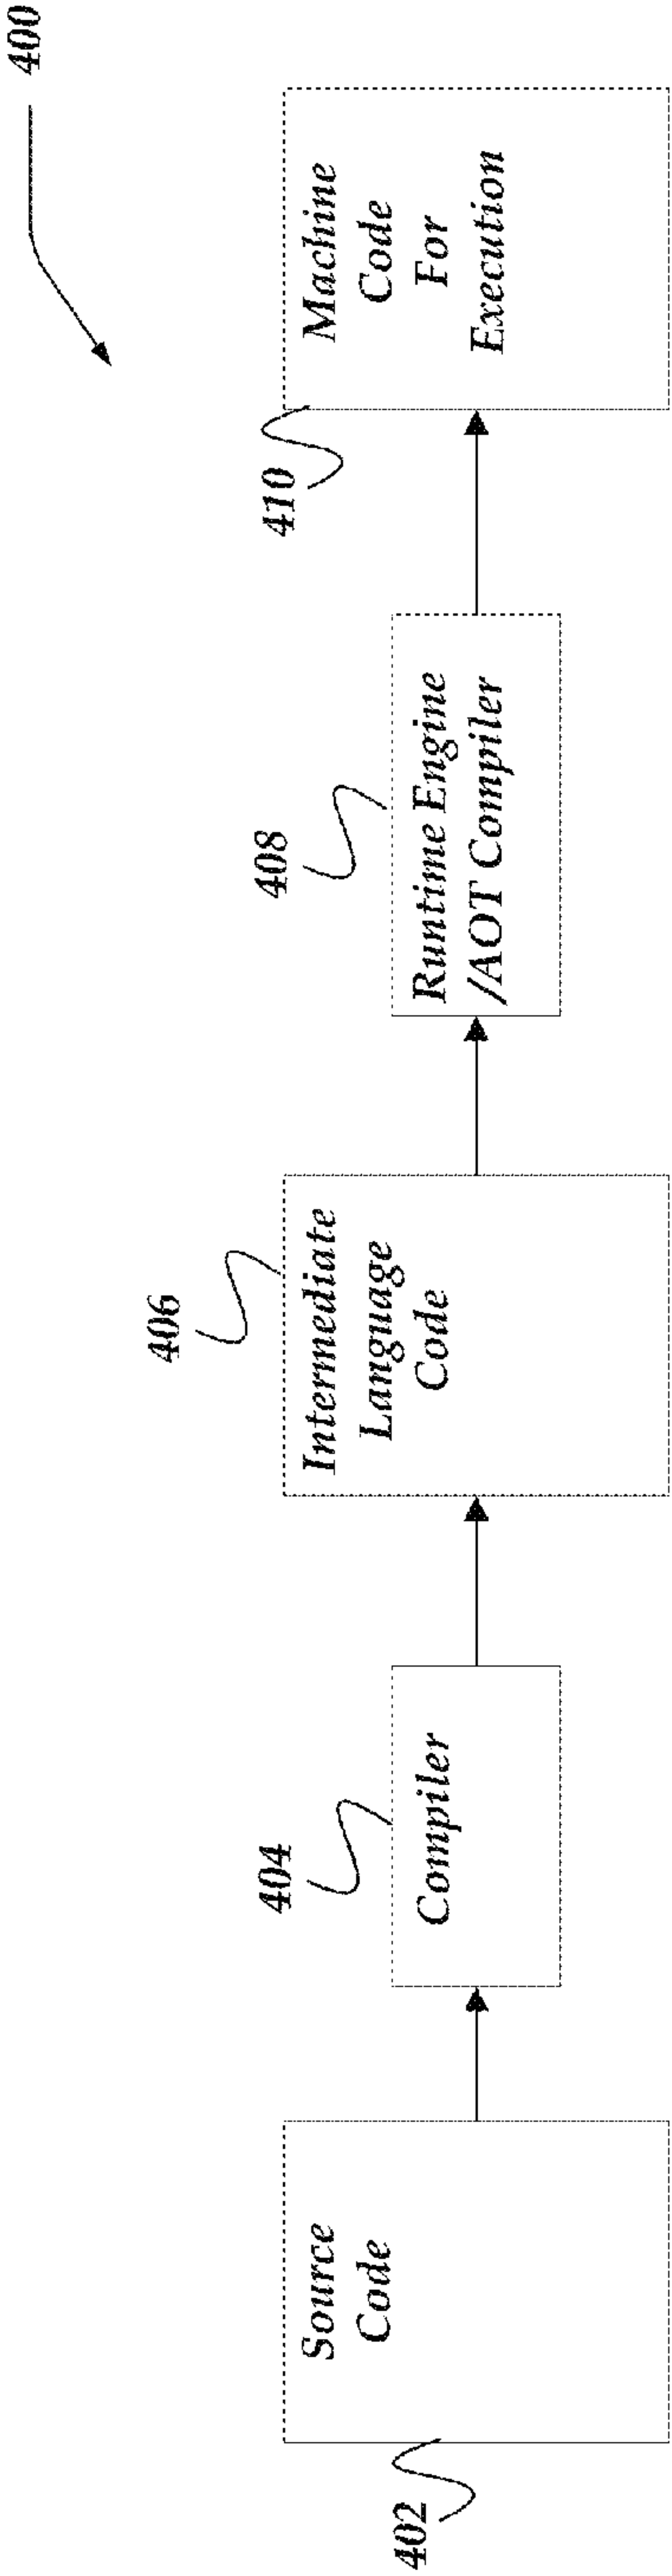 400
402
Source
Code
404
Compiler
406
Intermediate
Language
Code
408
Runtime Engine
/AOT Compiler
410
Machine
Code
For
Execution